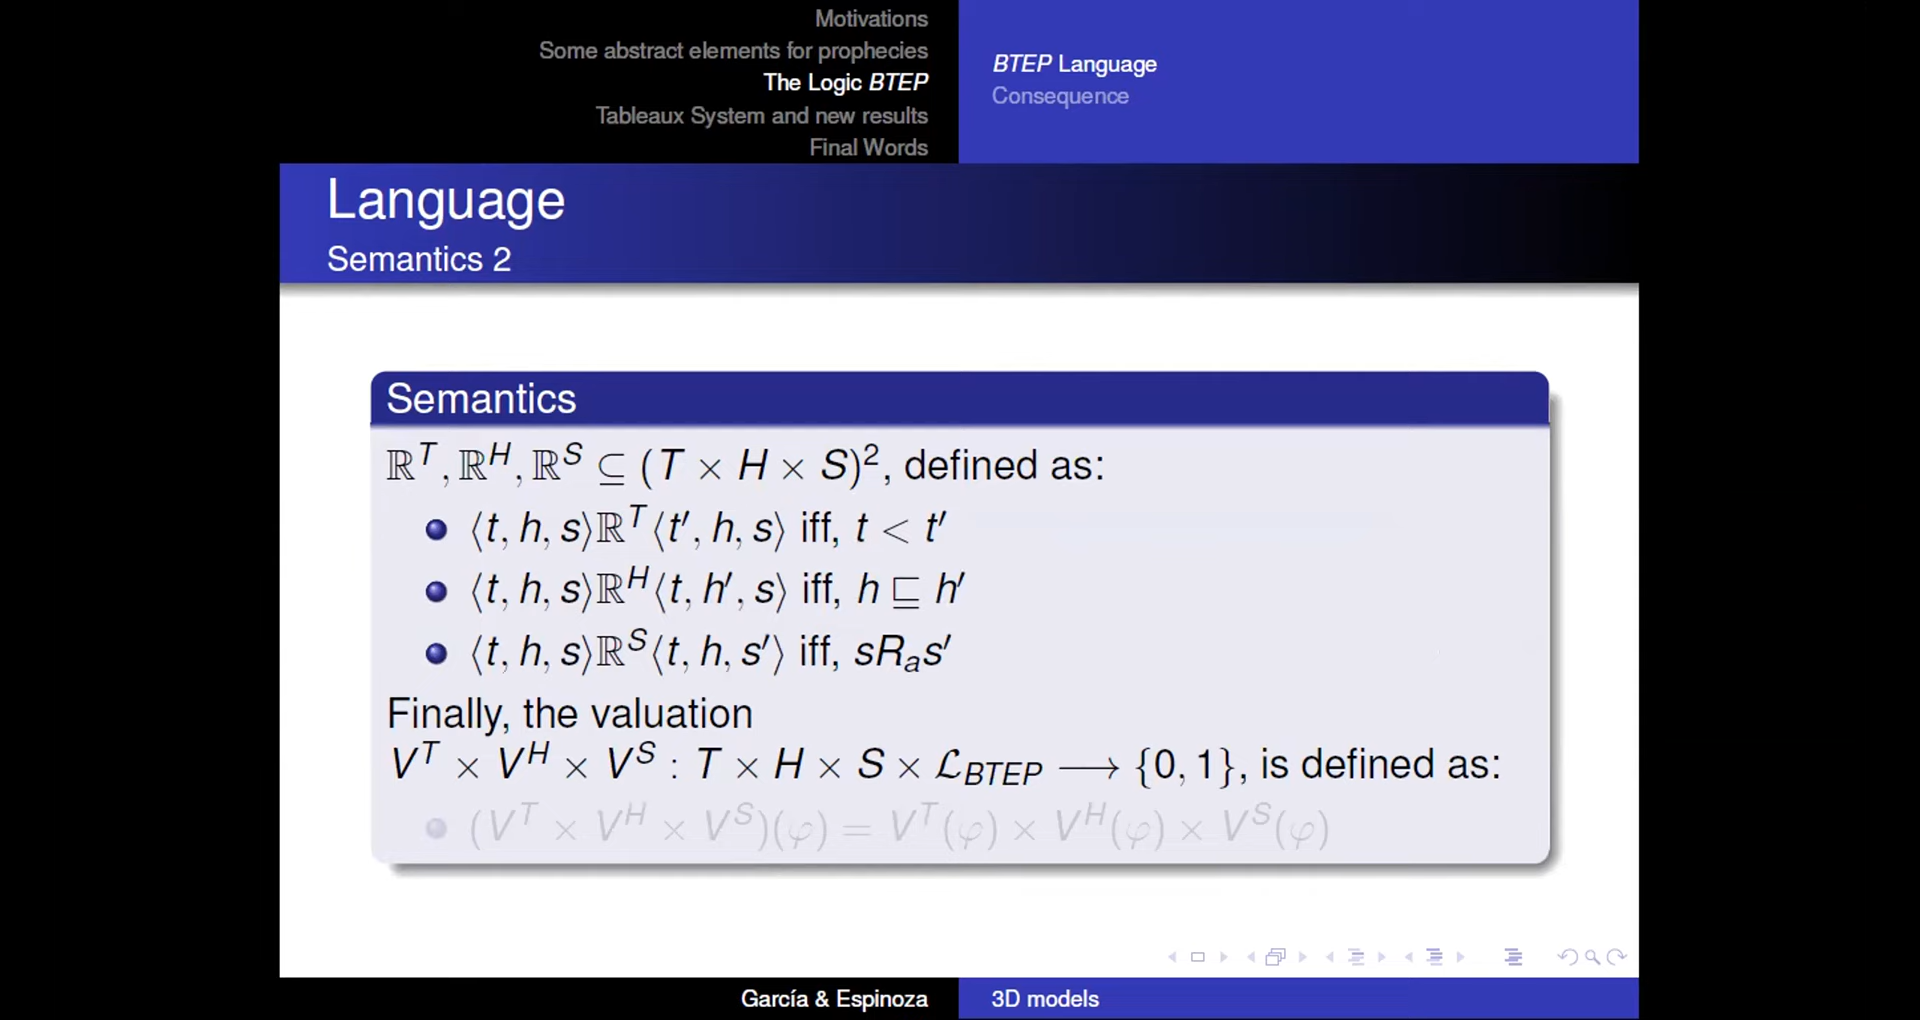 Motivations
Some abstract elements for prophecies
The Logic BTEP
Tableaux System and new results
Final Words
BTEP Language
Consequence
Language
Semantics 2
Semantics
ℝ^T, ℝ^H, ℝ^S ⊆ (T × H × S)², defined as:
⟨t, h, s⟩ℝ^T⟨t′, h, s⟩ iff, t < t′
⟨t, h, s⟩ℝ^H⟨t, h′, s⟩ iff, h ⊑ h′
⟨t, h, s⟩ℝ^S⟨t, h, s′⟩ iff, sR_a s′
Finally, the valuation
V^T × V^H × V^S : T × H × S × ℒ_BTEP ⟶ {0, 1}, is defined as:
(V^T × V^H × V^S)(φ) = V^T(φ) × V^H(φ) × V^S(φ)
García & Espinoza
3D models